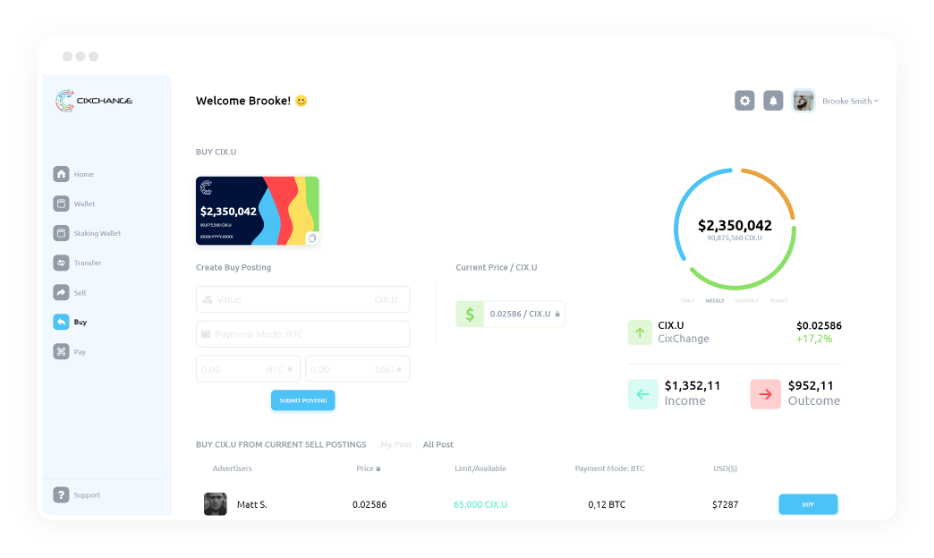 CIXCHANGE
Welcome Brooke!
Brooke Smith
BUY CIX.U
Home
Wallet
Staking Wallet
Transfer
Sell
Buy
Pay
Support
$2,350,042
90,875,560 CIX.U
XXXX.YYYY.XXXX
Create Buy Posting
Value CIX.U
Payment Mode: BTC
0,00 BTC
0,00 USD
SUBMIT POSTING
Current Price / CIX.U
$ 0.02586 / CIX.U
$2,350,042
90,875,560 CIX.U
DAILY WEEKLY MONTHLY YEARLY
CIX.U $0.02586
CixChange +17,2%
$1,352,11
Income
$952,11
Outcome
BUY CIX.U FROM CURRENT SELL POSTINGS My Post All Post
Advertisers Price Limit/Available Payment Mode: BTC USD($)
Matt S. 0.02586 65.000 CIX.U 0,12 BTC $7287 BUY